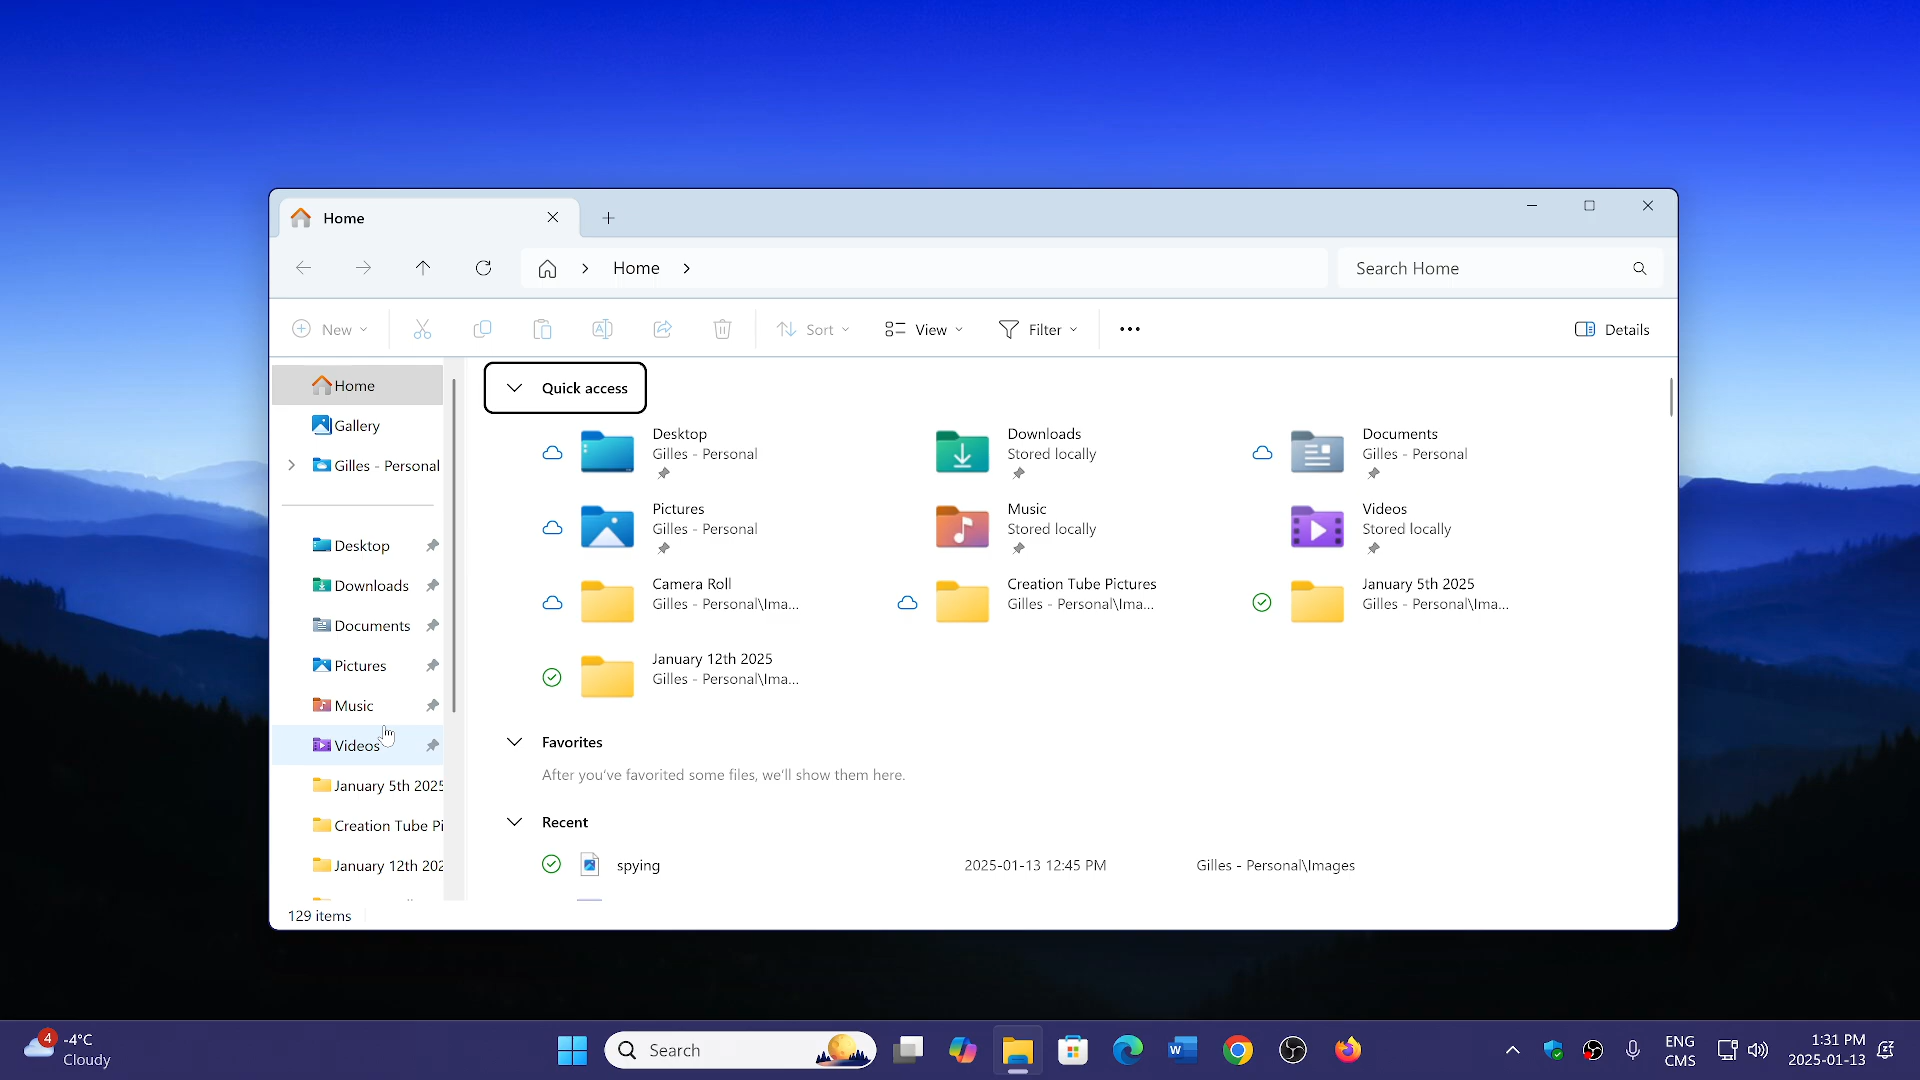 Home
Home
Search Home
New
Sort
View
Filter
Details
Home
Gallery
Gilles - Personal
Desktop
Downloads
Documents
Pictures
Music
Videos
January 5th 2025
Creation Tube Pi
January 12th 202
Quick access
Desktop
Gilles - Personal
Downloads
Stored locally
Documents
Gilles - Personal
Pictures
Gilles - Personal
Music
Stored locally
Videos
Stored locally
Camera Roll
Gilles - Personal\Ima...
Creation Tube Pictures
Gilles - Personal\Ima...
January 5th 2025
Gilles - Personal\Ima...
January 12th 2025
Gilles - Personal\Ima...
Favorites
After you've favorited some files, we'll show them here.
Recent
spying 2025-01-13 12:45 PM Gilles - Personal\Images
129 items
4
-4°C
Cloudy
Search
ENG
CMS
1:31 PM
2025-01-13